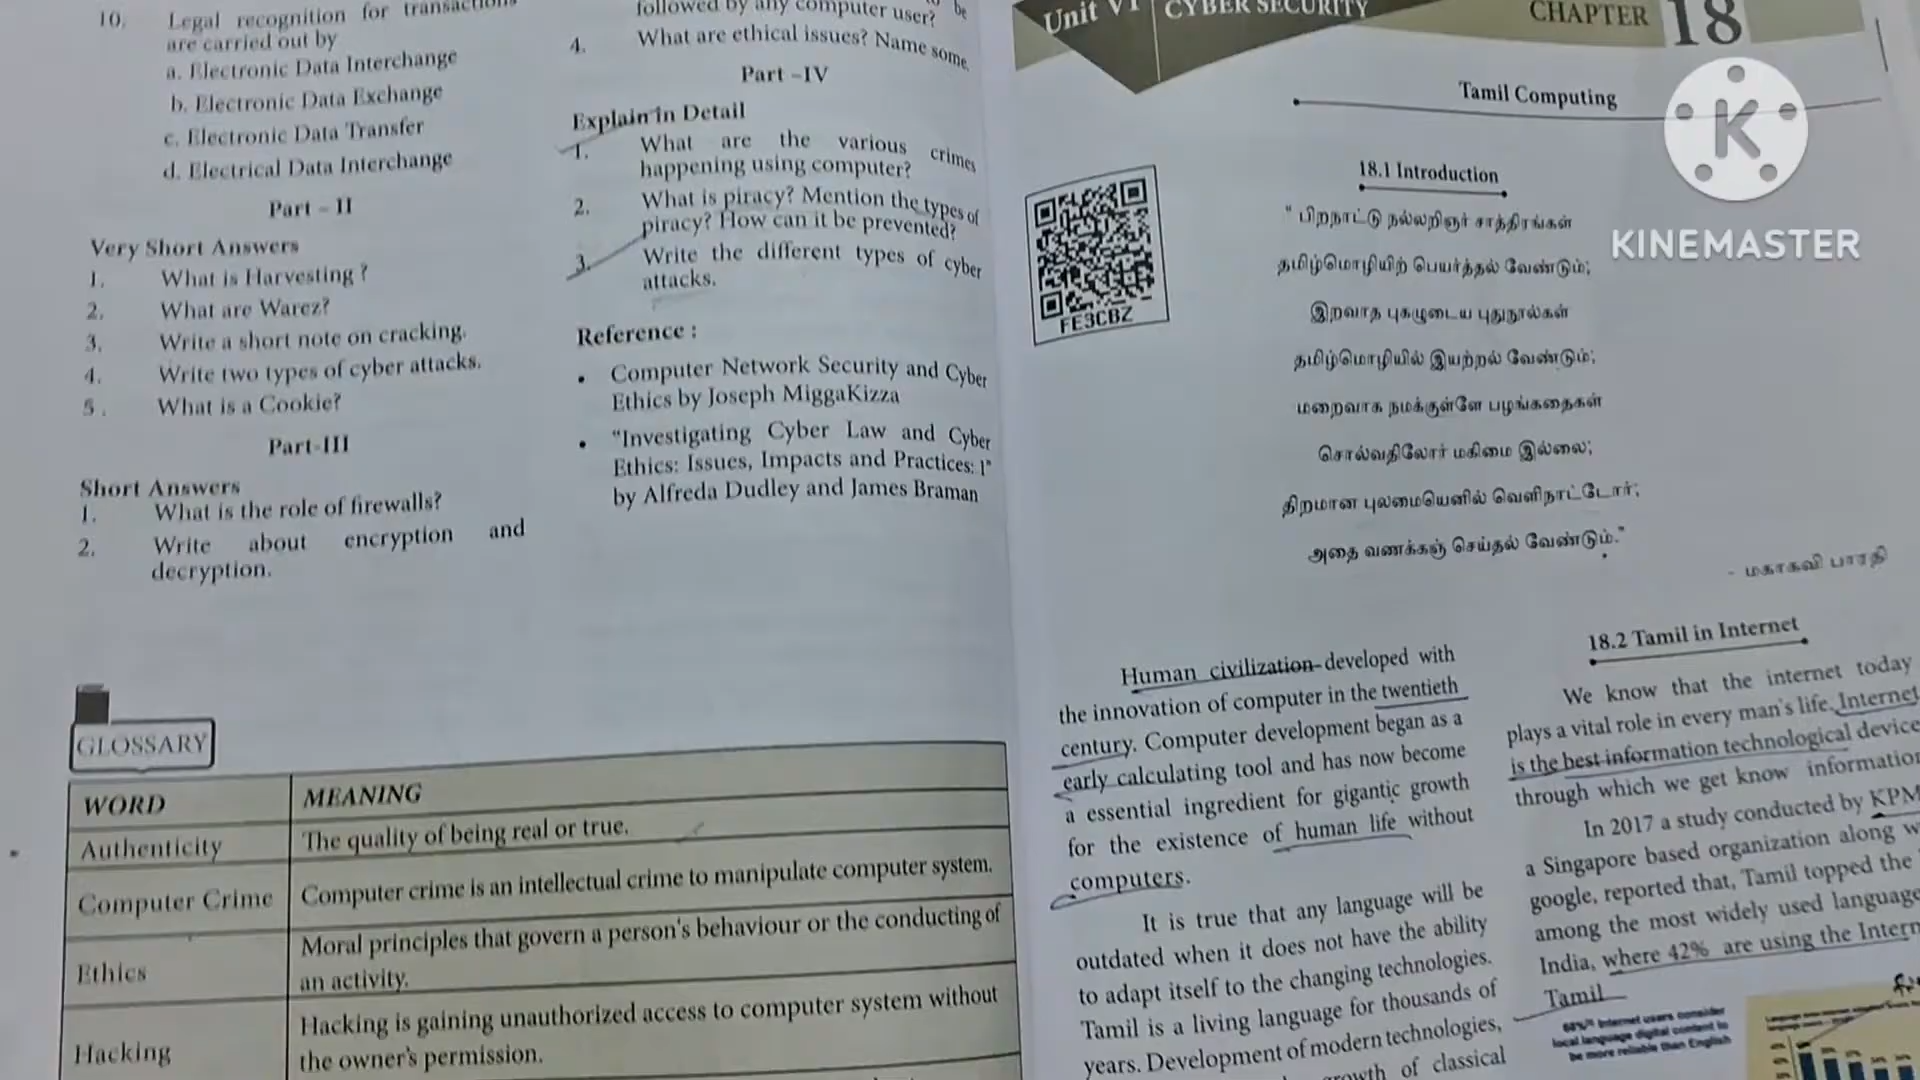 10. Legal recognition for transactions
are carried out by
a. Electronic Data Interchange
b. Electronic Data Exchange
c. Electronic Data Transfer
d. Electrical Data Interchange
Part – II
Very Short Answers
1. What is Harvesting ?
2. What are Warez?
3. Write a short note on cracking.
4. Write two types of cyber attacks.
5. What is a Cookie?
Part-III
Short Answers
1. What is the role of firewalls?
2. Write about encryption and
decryption.
followed by any computer user?
4. What are ethical issues? Name some.
Part –IV
Explain in Detail
1. What are the various crimes
happening using computer?
2. What is piracy? Mention the types of
piracy? How can it be prevented?
3. Write the different types of cyber
attacks.
Reference :
• Computer Network Security and Cyber
Ethics by Joseph MiggaKizza
• "Investigating Cyber Law and Cyber
Ethics: Issues, Impacts and Practices: 1"
by Alfreda Dudley and James Braman
GLOSSARY
WORD MEANING
Authenticity The quality of being real or true.
Computer Crime Computer crime is an intellectual crime to manipulate computer system.
Ethics Moral principles that govern a person's behaviour or the conducting of
an activity.
Hacking Hacking is gaining unauthorized access to computer system without
the owner's permission.
Unit VI CYBER SECURITY
CHAPTER 18
Tamil Computing
K
KINEMASTER
FE3CBZ
18.1 Introduction
" பிறநாட்டு நல்லறிஞர் சாத்திரங்கள்
தமிழ்மொழியிற் பெயர்த்தல் வேண்டும்;
இறவாத புகழுடைய புதுநூல்கள்
தமிழ்மொழியில் இயற்றல் வேண்டும்;
மறைவாக நமக்குள்ளே பழங்கதைகள்
சொல்வதிலோர் மகிமை இல்லை;
திறமான புலமையெனில் வெளிநாட்டோர்;
அதை வணக்கஞ் செய்தல் வேண்டும்."
- மகாகவி பாரதி
Human civilization developed with
the innovation of computer in the twentieth
century. Computer development began as a
early calculating tool and has now become
a essential ingredient for gigantic growth
for the existence of human life without
computers.
It is true that any language will be
outdated when it does not have the ability
to adapt itself to the changing technologies.
Tamil is a living language for thousands of
years. Development of modern technologies,
growth of classical
18.2 Tamil in Internet
We know that the internet today
plays a vital role in every man's life. Internet
is the best information technological device
through which we get know information
In 2017 a study conducted by KPM
a Singapore based organization along w
google, reported that, Tamil topped the
among the most widely used language
India, where 42% are using the Intern
Tamil
68% Internet users consider
local language digital content to
be more reliable than English